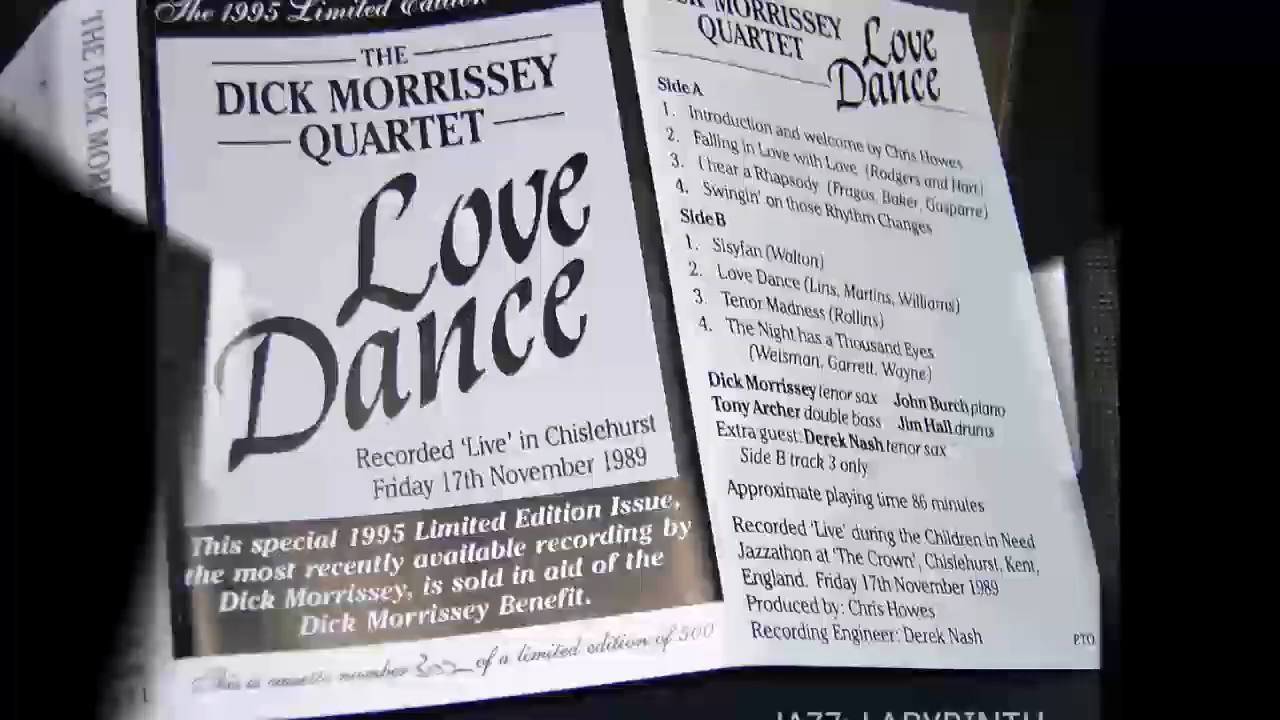 The 1995 Limited Edition
THE DICK MORR
THE
DICK MORRISSEY
QUARTET
Love
Dance
Recorded 'Live' in Chislehurst
Friday 17th November 1989
This special 1995 Limited Edition Issue,
the most recently available recording by
Dick Morrissey, is sold in aid of the
Dick Morrissey Benefit.
This is cassette number of a limited edition of 500
MORRISSEY
QUARTET
Love
Dance
Side A
1. Introduction and welcome by Chris Howes
2. Falling in Love with Love (Rodgers and Hart)
3. I hear a Rhapsody (Fragos, Baker, Gasparre)
4. Swingin' on those Rhythm Changes
Side B
1. Sisyfan (Walton)
2. Love Dance (Lins, Martins, Williams)
3. Tenor Madness (Rollins)
4. The Night has a Thousand Eyes
(Weisman, Garrett, Wayne)
Dick Morrissey tenor sax John Burch piano
Tony Archer double bass Jim Hall drums
Extra guest: Derek Nash tenor sax
Side B track 3 only
Approximate playing time 86 minutes
Recorded 'Live' during the Children in Need
Jazzathon at 'The Crown', Chislehurst, Kent,
England. Friday 17th November 1989
Produced by: Chris Howes
Recording Engineer: Derek Nash
PTO
JAZZ: LABYRINTH